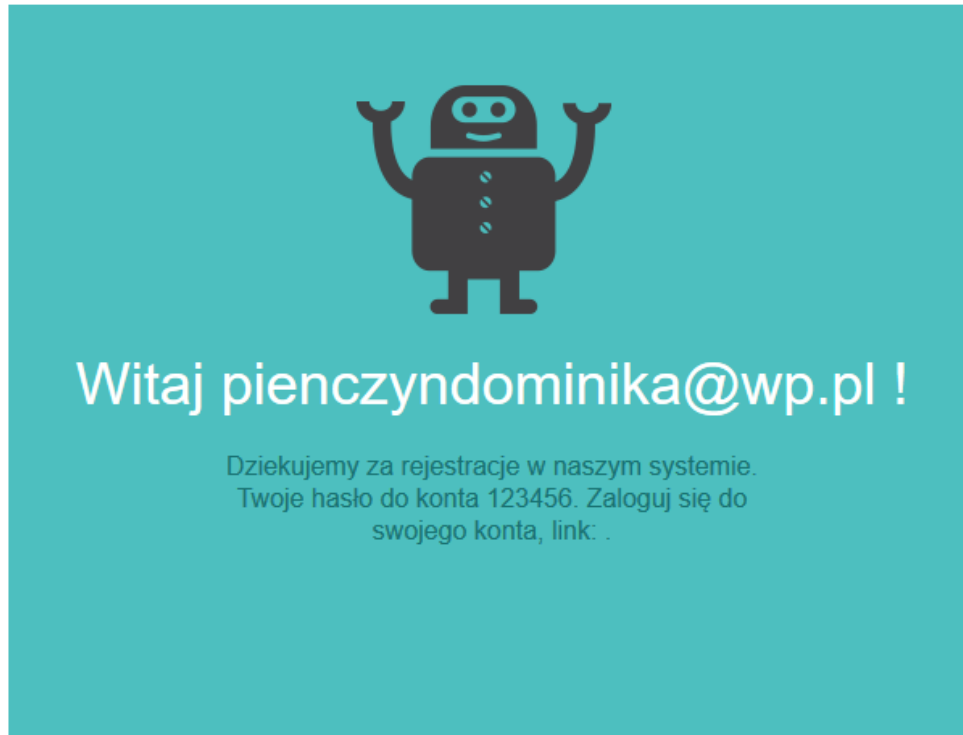 Witaj pienczyndominika@wp.pl !
Dziekujemy za rejestracje w naszym systemie.
Twoje hasło do konta 123456. Zaloguj się do
swojego konta, link: .